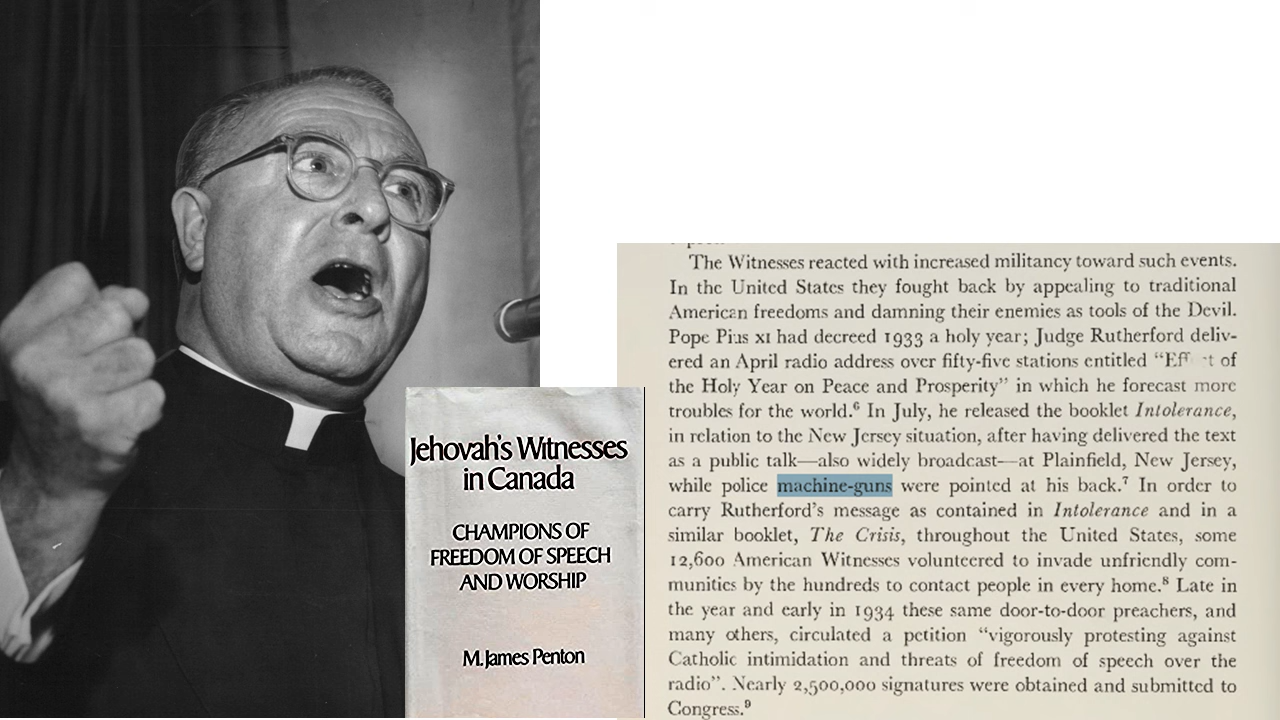 Jehovah's Witnesses
in Canada
CHAMPIONS OF
FREEDOM OF SPEECH
AND WORSHIP
M. James Penton
The Witnesses reacted with increased militancy toward such events.
In the United States they fought back by appealing to traditional
American freedoms and damning their enemies as tools of the Devil.
Pope Pius XI had decreed 1933 a holy year; Judge Rutherford deliv-
ered an April radio address over fifty-five stations entitled “Eff t of
the Holy Year on Peace and Prosperity” in which he forecast more
troubles for the world.⁶ In July, he released the booklet Intolerance,
in relation to the New Jersey situation, after having delivered the text
as a public talk—also widely broadcast—at Plainfield, New Jersey,
while police machine-guns were pointed at his back.⁷ In order to
carry Rutherford's message as contained in Intolerance and in a
similar booklet, The Crisis, throughout the United States, some
12,600 American Witnesses volunteered to invade unfriendly com-
munities by the hundreds to contact people in every home.⁸ Late in
the year and early in 1934 these same door-to-door preachers, and
many others, circulated a petition “vigorously protesting against
Catholic intimidation and threats of freedom of speech over the
radio”. Nearly 2,500,000 signatures were obtained and submitted to
Congress.⁹